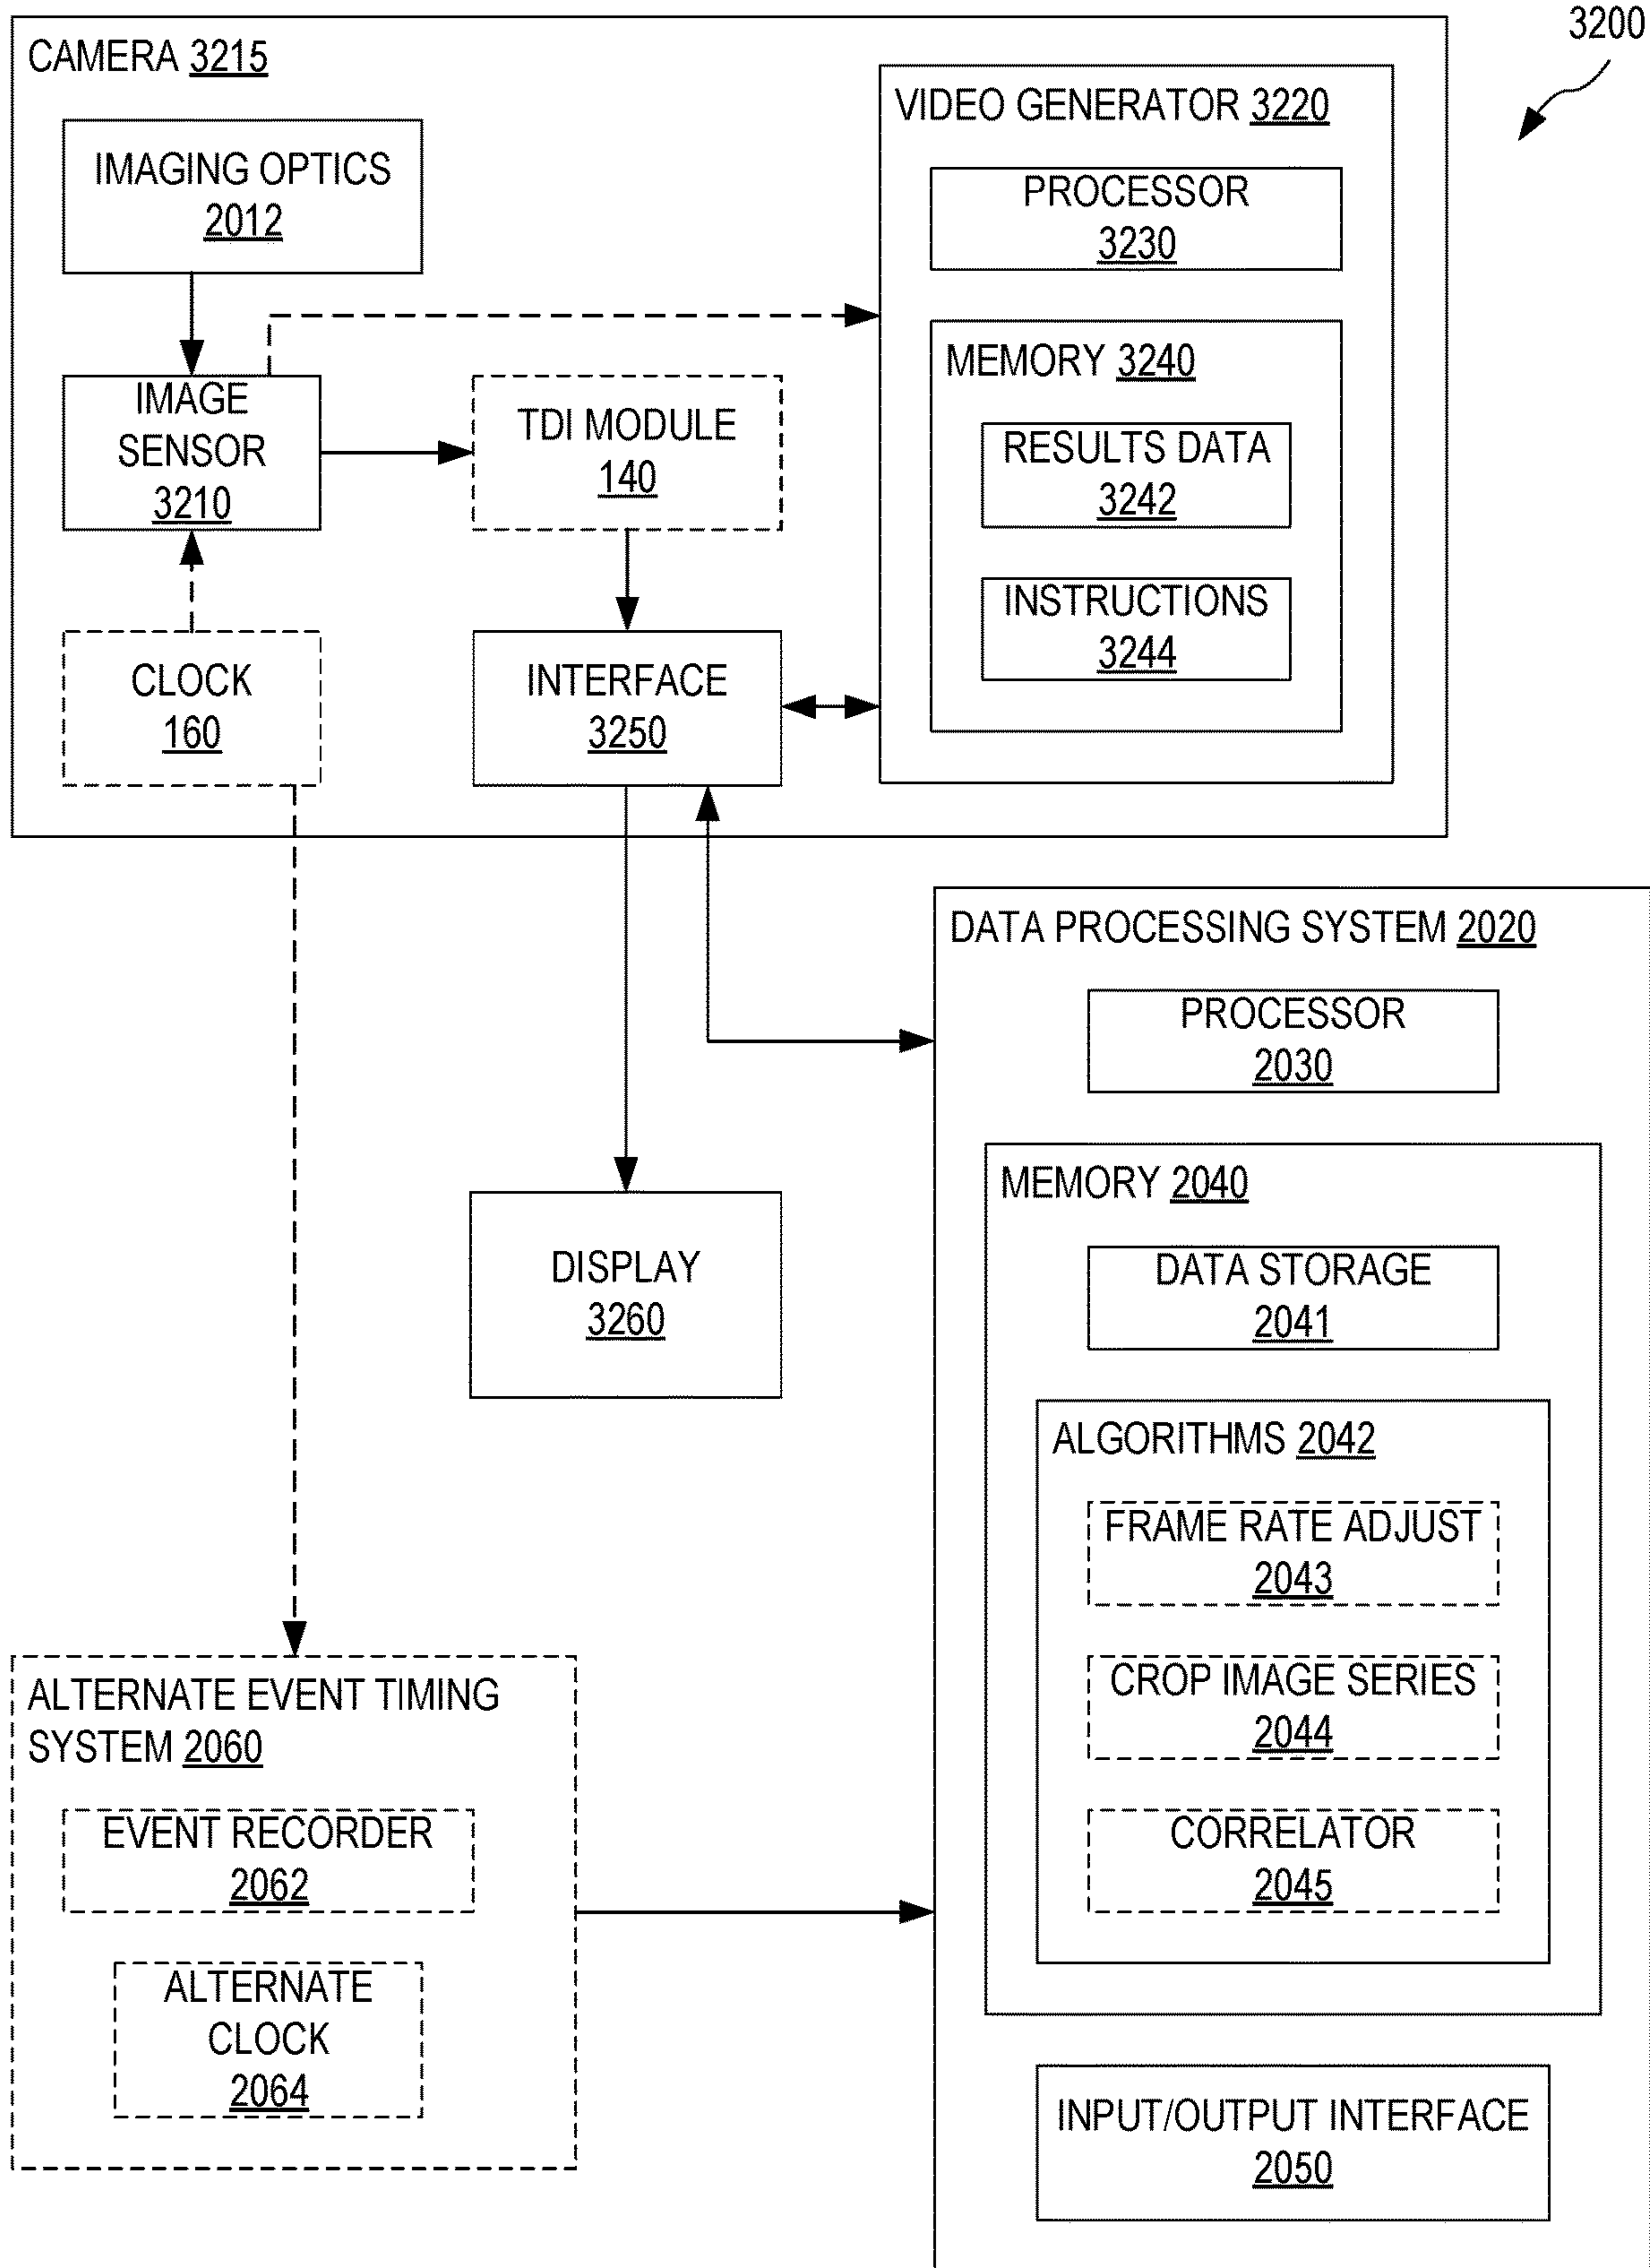 3200
CAMERA 3215
IMAGING OPTICS
2012
IMAGE
SENSOR
3210
CLOCK
160
TDI MODULE
140
INTERFACE
3250
VIDEO GENERATOR 3220
PROCESSOR
3230
MEMORY 3240
RESULTS DATA
3242
INSTRUCTIONS
3244
DISPLAY
3260
DATA PROCESSING SYSTEM 2020
PROCESSOR
2030
MEMORY 2040
DATA STORAGE
2041
ALGORITHMS 2042
FRAME RATE ADJUST
2043
CROP IMAGE SERIES
2044
CORRELATOR
2045
INPUT/OUTPUT INTERFACE
2050
ALTERNATE EVENT TIMING
SYSTEM 2060
EVENT RECORDER
2062
ALTERNATE
CLOCK
2064